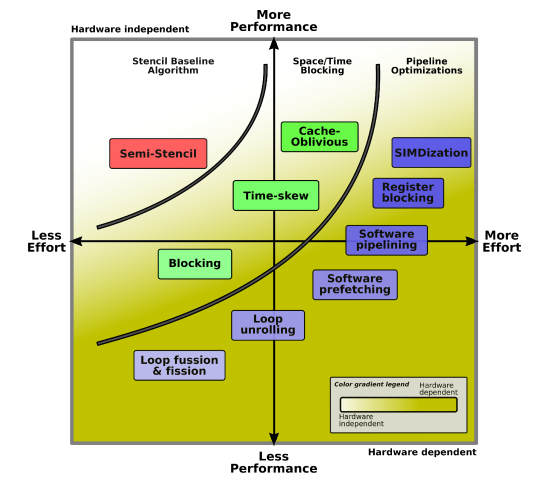 More
Performance
Hardware independent
Stencil Baseline
Algorithm
Space/Time
Blocking
Pipeline
Optimizations
Cache-
Oblivious
Semi-Stencil
SIMDization
Register
blocking
Time-skew
Less
Effort
Software
pipelining
More
Effort
Blocking
Software
prefetching
Loop
unrolling
Loop fussion
& fission
Color gradient legend
Hardware
dependent
Hardware
independent
Hardware dependent
Less
Performance